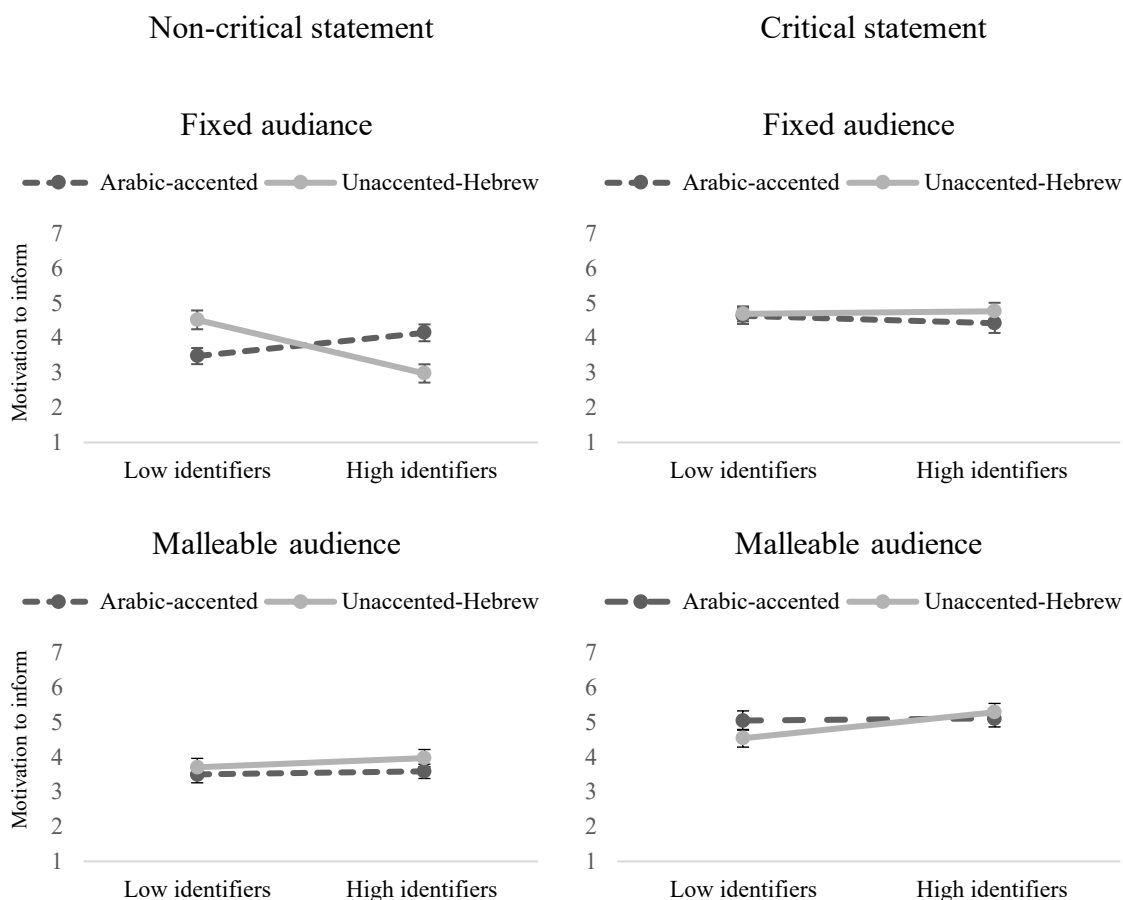 Non-critical statement
Critical statement
Fixed audiance
Arabic-accented Unaccented-Hebrew
Motivation to inform
7
6
5
4
3
2
1
Low identifiers High identifiers
Fixed audience
Arabic-accented Unaccented-Hebrew
7
6
5
4
3
2
1
Low identifiers High identifiers
Malleable audience
Arabic-accented Unaccented-Hebrew
Motivation to inform
7
6
5
4
3
2
1
Low identifiers High identifiers
Malleable audience
Arabic-accented Unaccented-Hebrew
7
6
5
4
3
2
1
Low identifiers High identifiers